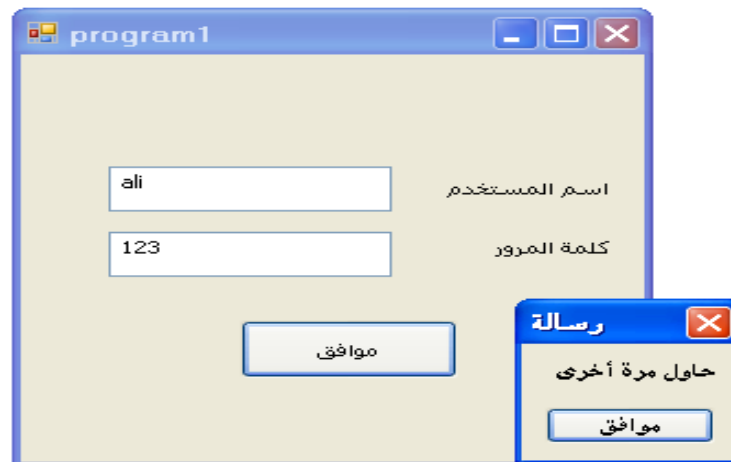 program1
اسم المستخدم
ali
كلمة المرور
123
موافق
رسالة
حاول مرة أخرى
موافق